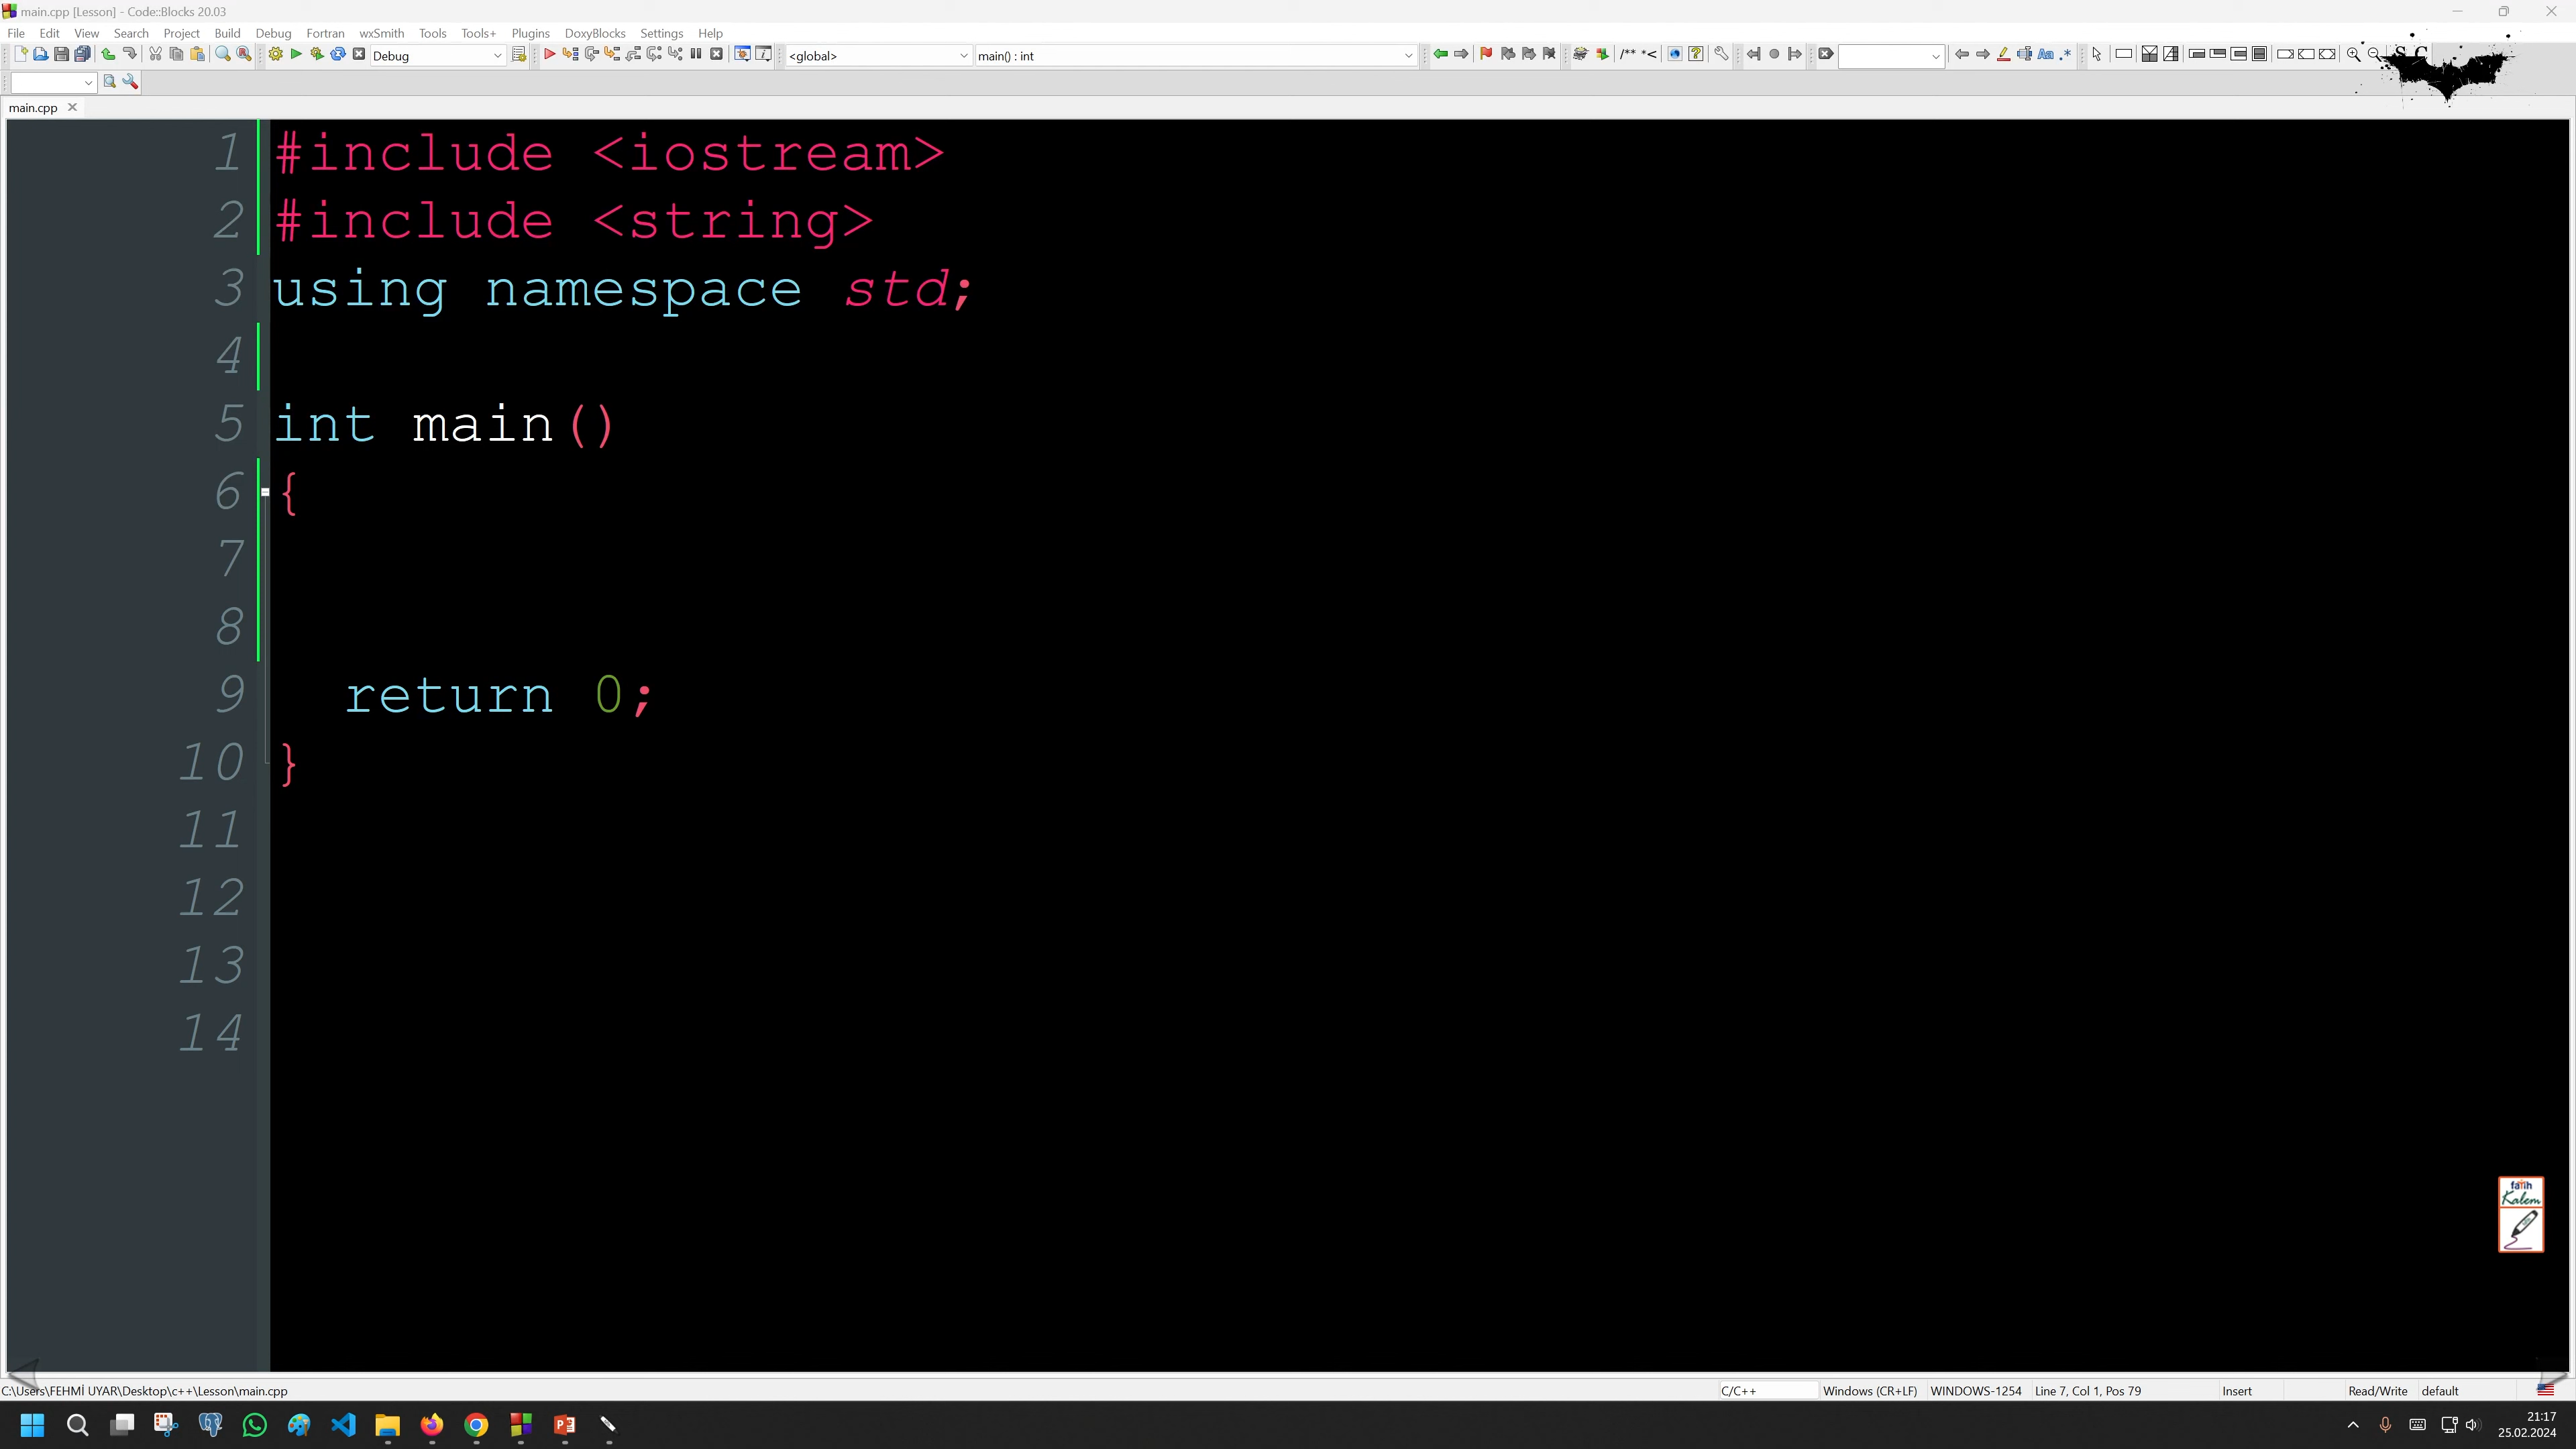 main.cpp [Lesson] - Code::Blocks 20.03
File Edit View Search Project Build Debug Fortran wxSmith Tools Tools+ Plugins DoxyBlocks Settings Help
Debug <global> main() : int /** *< Aa .* S C
main.cpp
1 #include <iostream>
2 #include <string>
3 using namespace std;
4
5 int main()
6 {
7
8
9 return 0;
10 }
11
12
13
14
fatih
Kalem
C:\Users\FEHMİ UYAR\Desktop\c++\Lesson\main.cpp C/C++ Windows (CR+LF) WINDOWS-1254 Line 7, Col 1, Pos 79 Insert Read/Write default
21:17
25.02.2024